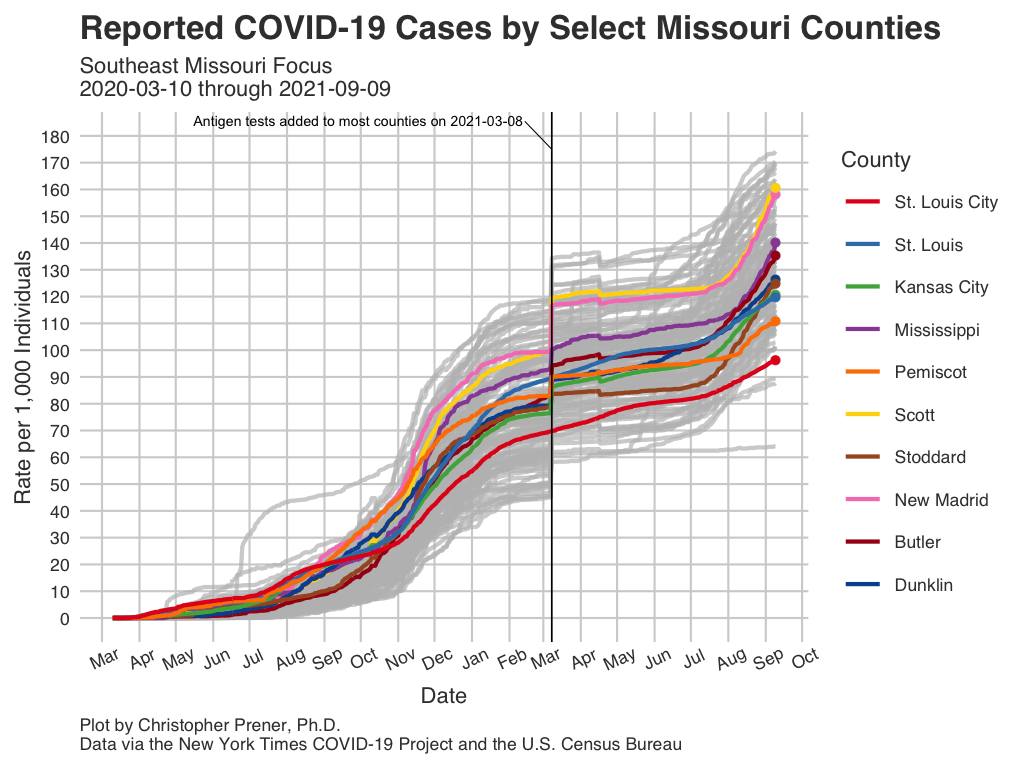 Reported COVID-19 Cases by Select Missouri Counties
Southeast Missouri Focus
2020-03-10 through 2021-09-09
Antigen tests added to most counties on 2021-03-08
Rate per 1,000 Individuals
180
170
160
150
140
130
120
110
100
90
80
70
60
50
40
30
20
10
0
Mar Apr May Jun Jul Aug Sep Oct Nov Dec Jan Feb Mar Apr May Jun Jul Aug Sep Oct
Date
County
St. Louis City
St. Louis
Kansas City
Mississippi
Pemiscot
Scott
Stoddard
New Madrid
Butler
Dunklin
Plot by Christopher Prener, Ph.D.
Data via the New York Times COVID-19 Project and the U.S. Census Bureau